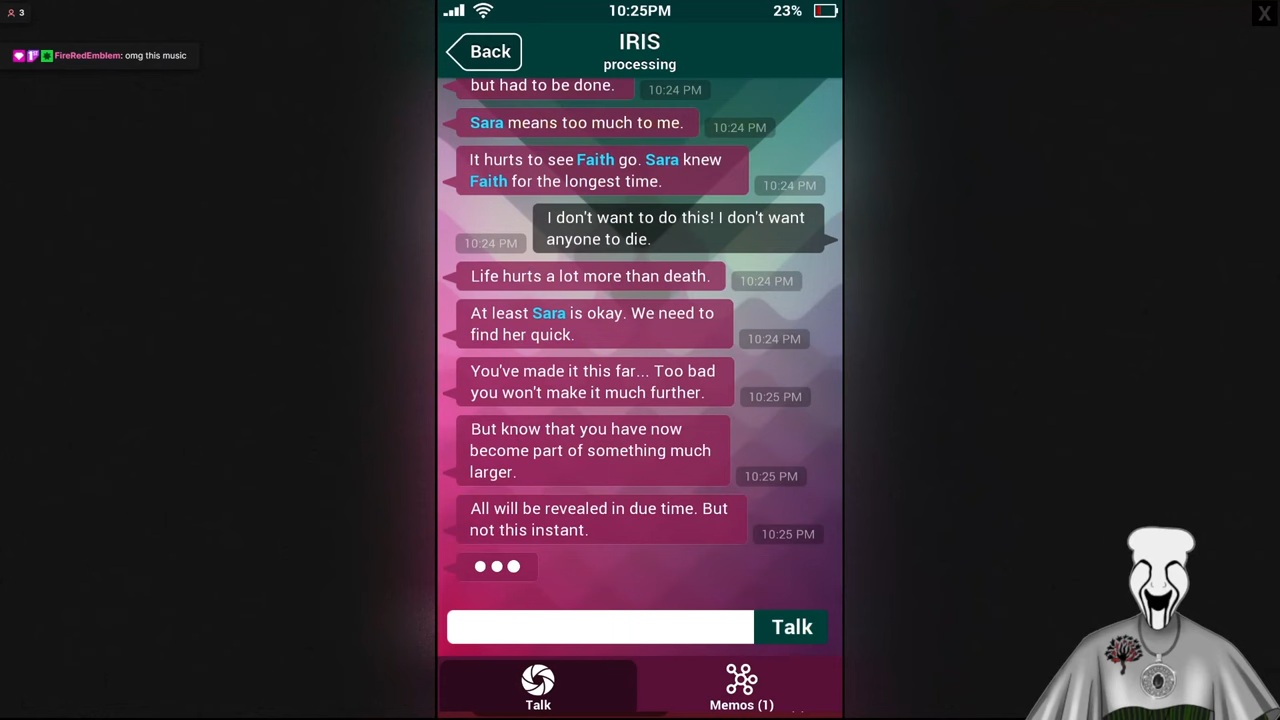 3
X
FireRedEmblem: omg this music
10:25PM
23%
Back
IRIS
processing
but had to be done.
10:24 PM
Sara means too much to me.
10:24 PM
It hurts to see Faith go. Sara knew
Faith for the longest time.
10:24 PM
I don't want to do this! I don't want
anyone to die.
10:24 PM
Life hurts a lot more than death.
10:24 PM
At least Sara is okay. We need to
find her quick.
10:24 PM
You've made it this far... Too bad
you won't make it much further.
10:25 PM
But know that you have now
become part of something much
larger.
10:25 PM
All will be revealed in due time. But
not this instant.
10:25 PM
Talk
Talk
Memos (1)